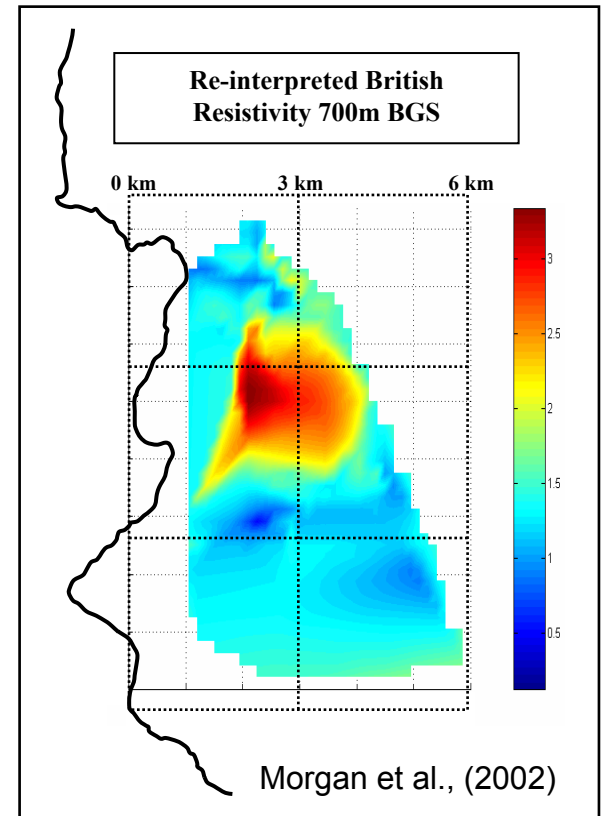 Re-interpreted British
Resistivity 700m BGS
0 km 3 km 6 km
3
2.5
2
1.5
1
0.5
Morgan et al., (2002)